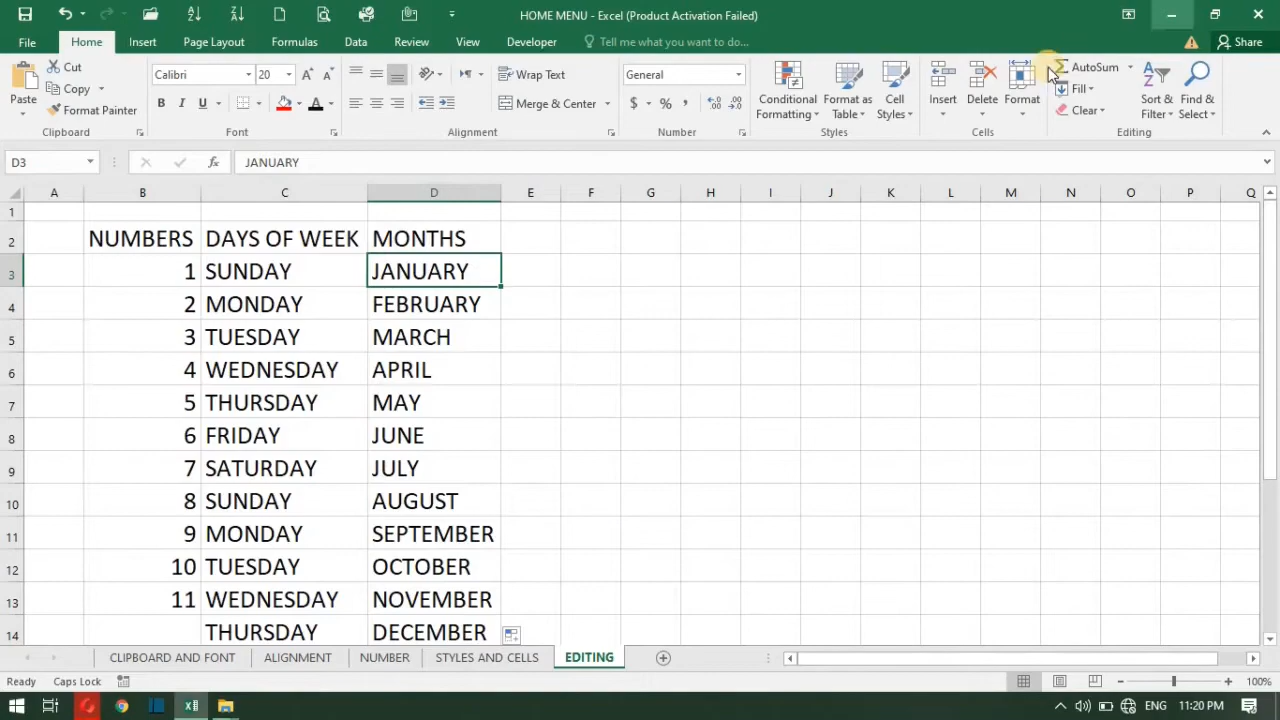 HOME MENU - Excel (Product Activation Failed)
File Home Insert Page Layout Formulas Data Review View Developer Tell me what you want to do... Share
Paste Cut Copy Format Painter
Calibri B I U A A A
Wrap Text Merge & Center
General $ % ,
Conditional Formatting Format as Table Cell Styles
Insert Delete Format
AutoSum Fill Clear Sort & Filter Find & Select
Clipboard Font Alignment Number Styles Cells Editing
D3 fx JANUARY
A B C D E F G H I J K L M N O P Q
1
2 NUMBERS DAYS OF WEEK MONTHS
3 1 SUNDAY JANUARY
4 2 MONDAY FEBRUARY
5 3 TUESDAY MARCH
6 4 WEDNESDAY APRIL
7 5 THURSDAY MAY
8 6 FRIDAY JUNE
9 7 SATURDAY JULY
10 8 SUNDAY AUGUST
11 9 MONDAY SEPTEMBER
12 10 TUESDAY OCTOBER
13 11 WEDNESDAY NOVEMBER
14 THURSDAY DECEMBER
CLIPBOARD AND FONT ALIGNMENT NUMBER STYLES AND CELLS EDITING
Ready Caps Lock 100%
ENG 11:20 PM